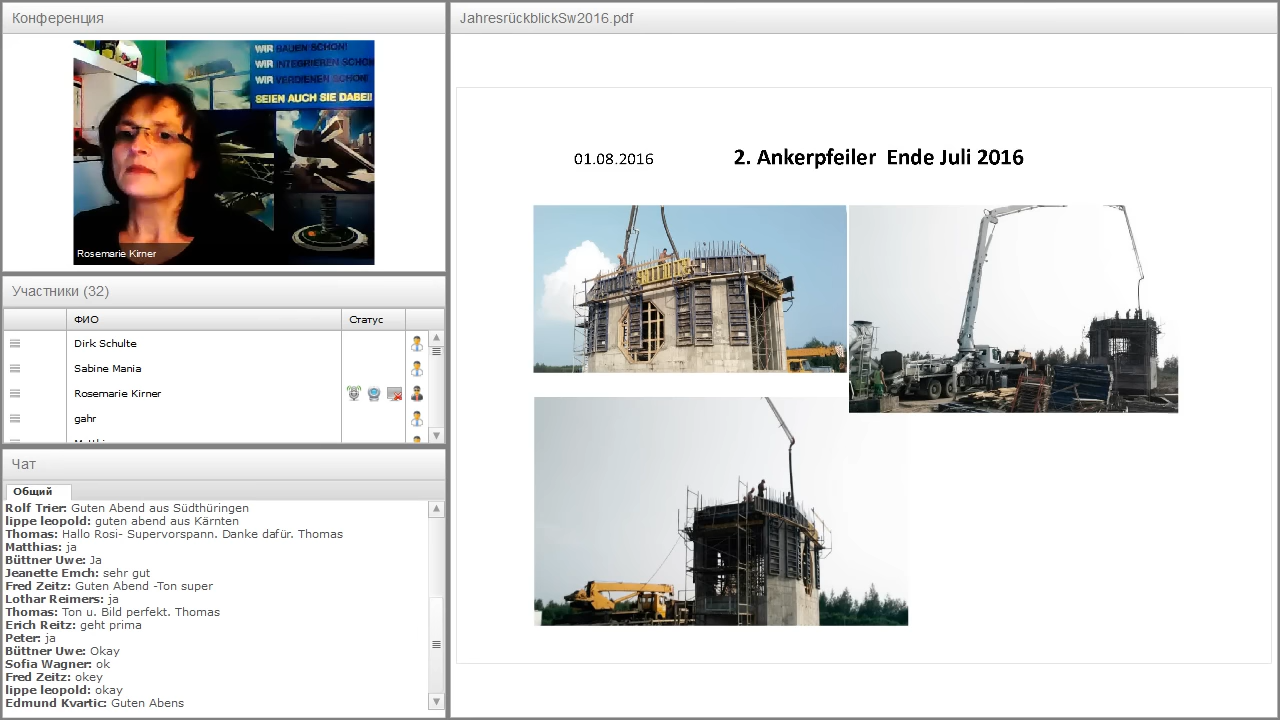 Конференция
WIR BAUEN SCHON!
WIR INTEGRIEREN SCHON
WIR VERDIENEN SCHON!
SEIEN AUCH SIE DABEI!
Rosemarie Kirner
Участники (32)
ФИО Статус
Dirk Schulte
Sabine Mania
Rosemarie Kirner
gahr
Чат
Общий
Rolf Trier: Guten Abend aus Südthüringen
lippe leopold: guten abend aus Kärnten
Thomas: Hallo Rosi- Supervorspann. Danke dafür. Thomas
Matthias: ja
Büttner Uwe: Ja
Jeanette Emch: sehr gut
Fred Zeitz: Guten Abend -Ton super
Lothar Reimers: ja
Thomas: Ton u. Bild perfekt. Thomas
Erich Reitz: geht prima
Peter: ja
Büttner Uwe: Okay
Sofia Wagner: ok
Fred Zeitz: okey
lippe leopold: okay
Edmund Kvartic: Guten Abens
JahresrückblickSw2016.pdf
01.08.2016 2. Ankerpfeiler Ende Juli 2016